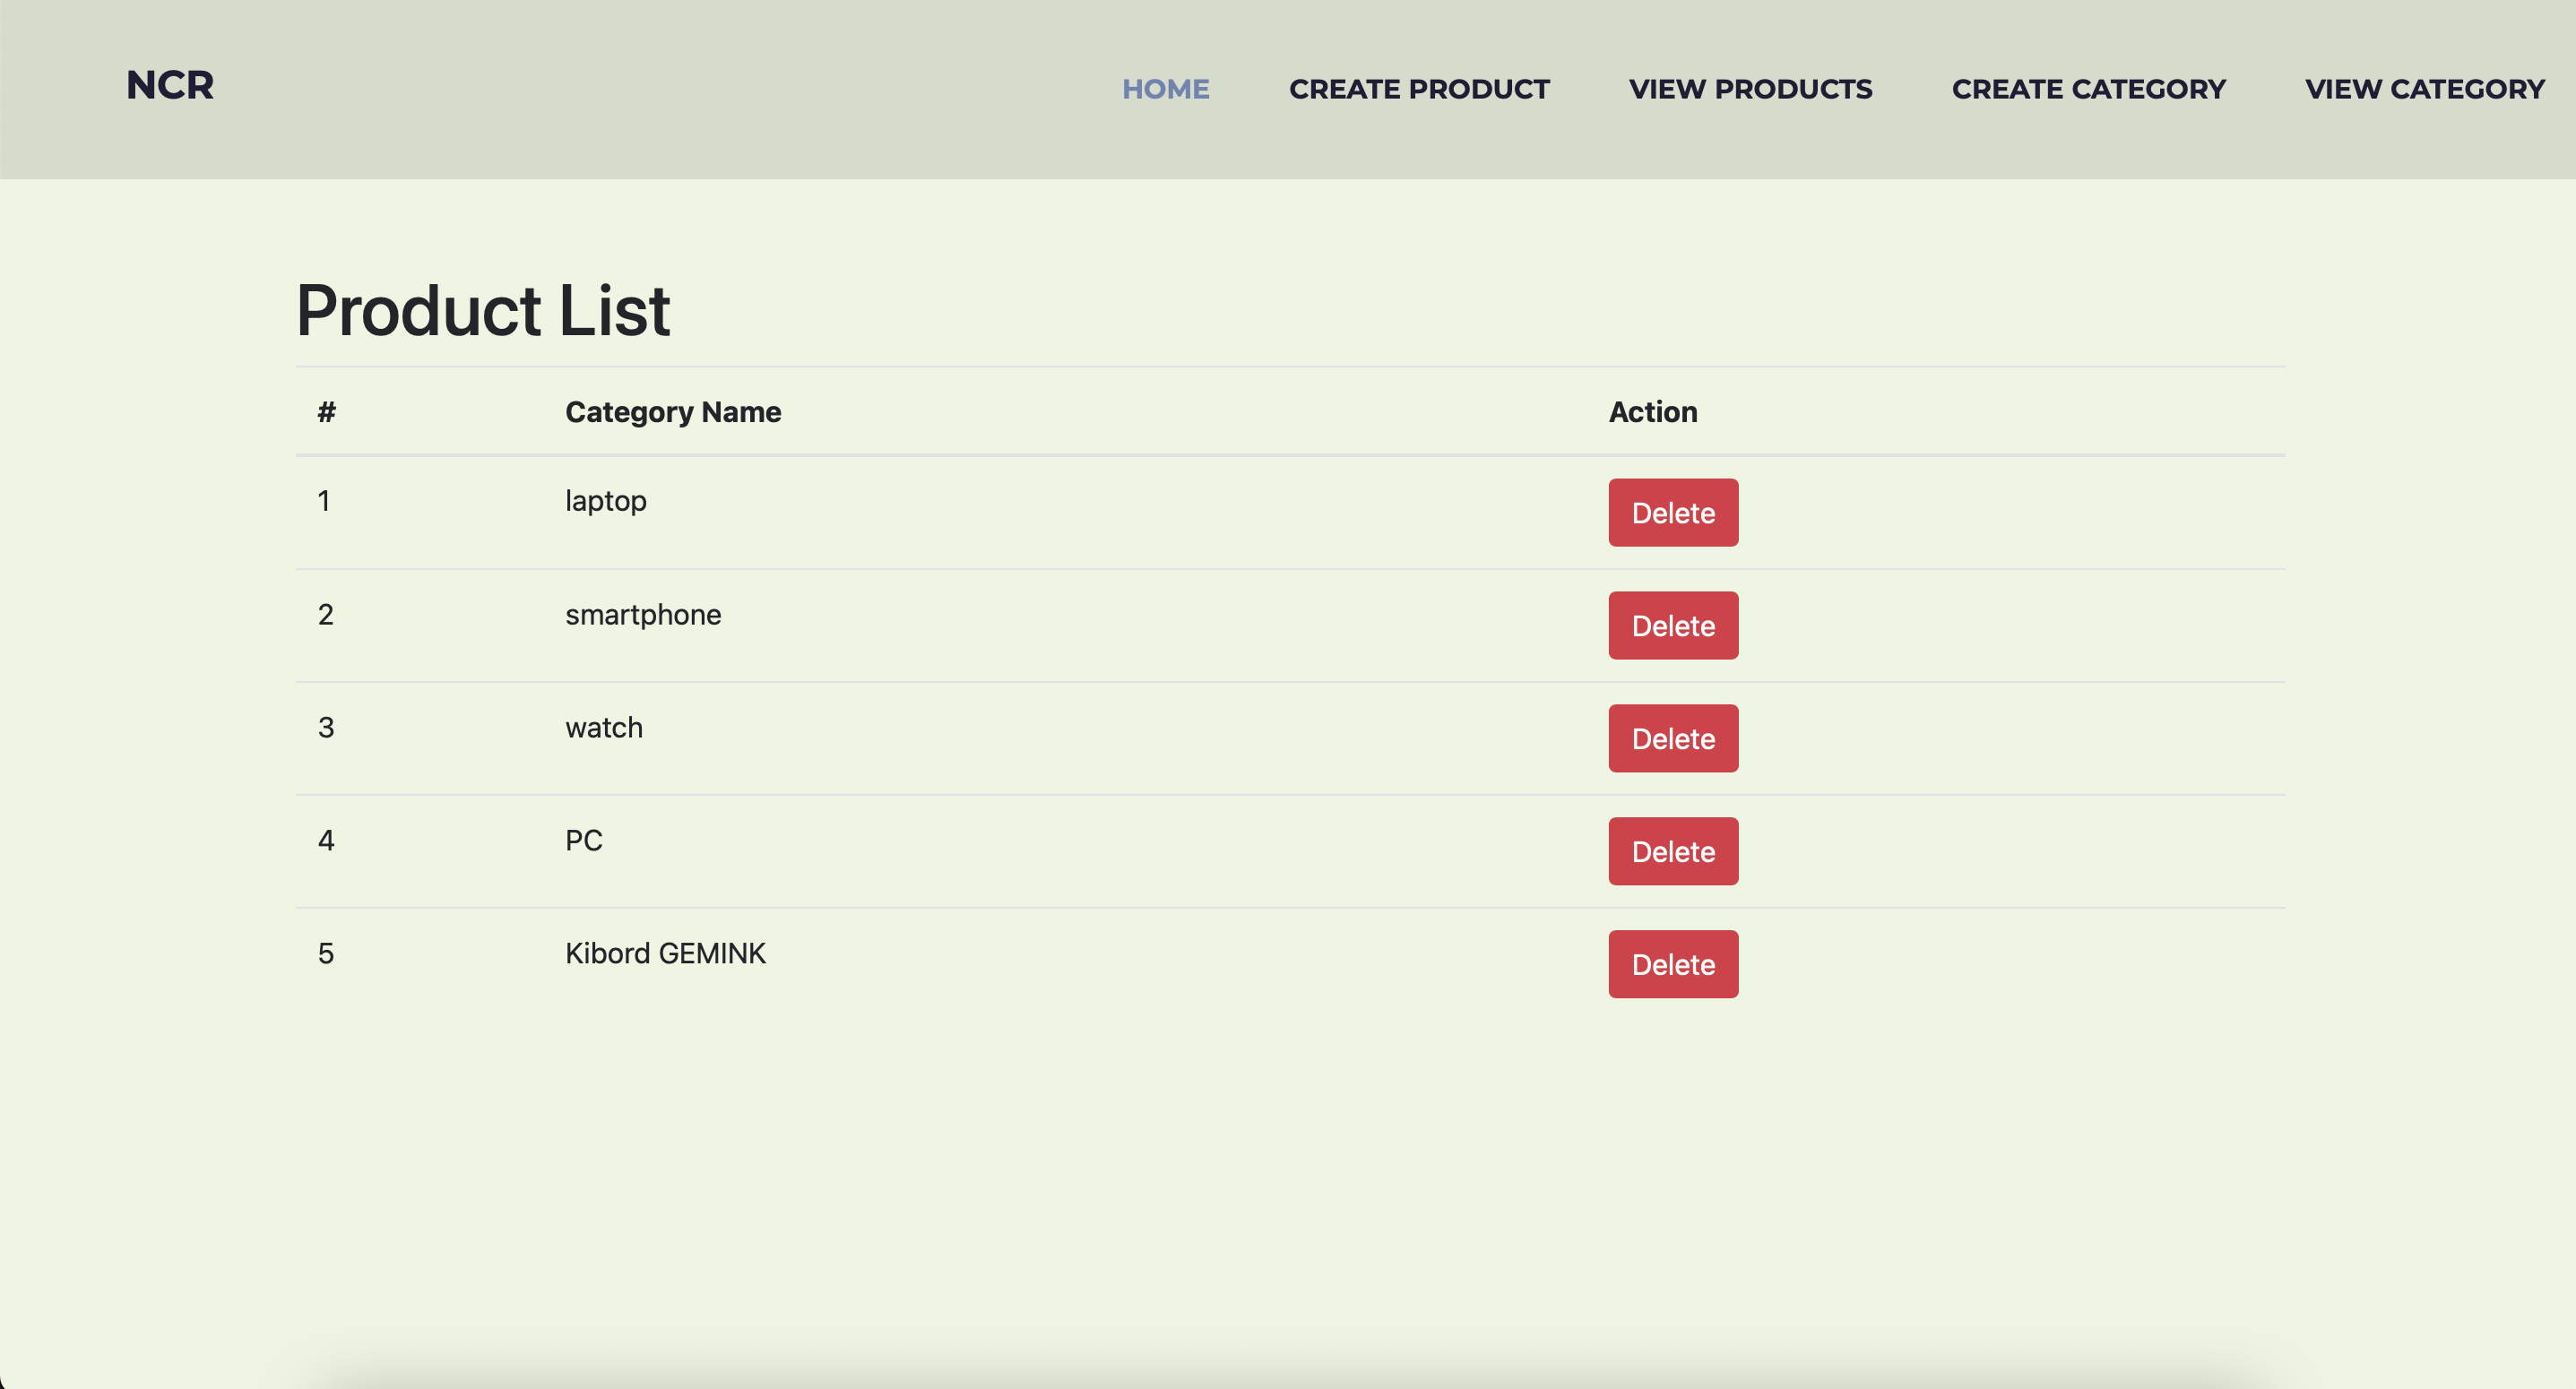 NCR
HOME CREATE PRODUCT VIEW PRODUCTS CREATE CATEGORY VIEW CATEGORY
Product List
# Category Name Action
1 laptop Delete
2 smartphone Delete
3 watch Delete
4 PC Delete
5 Kibord GEMINK Delete